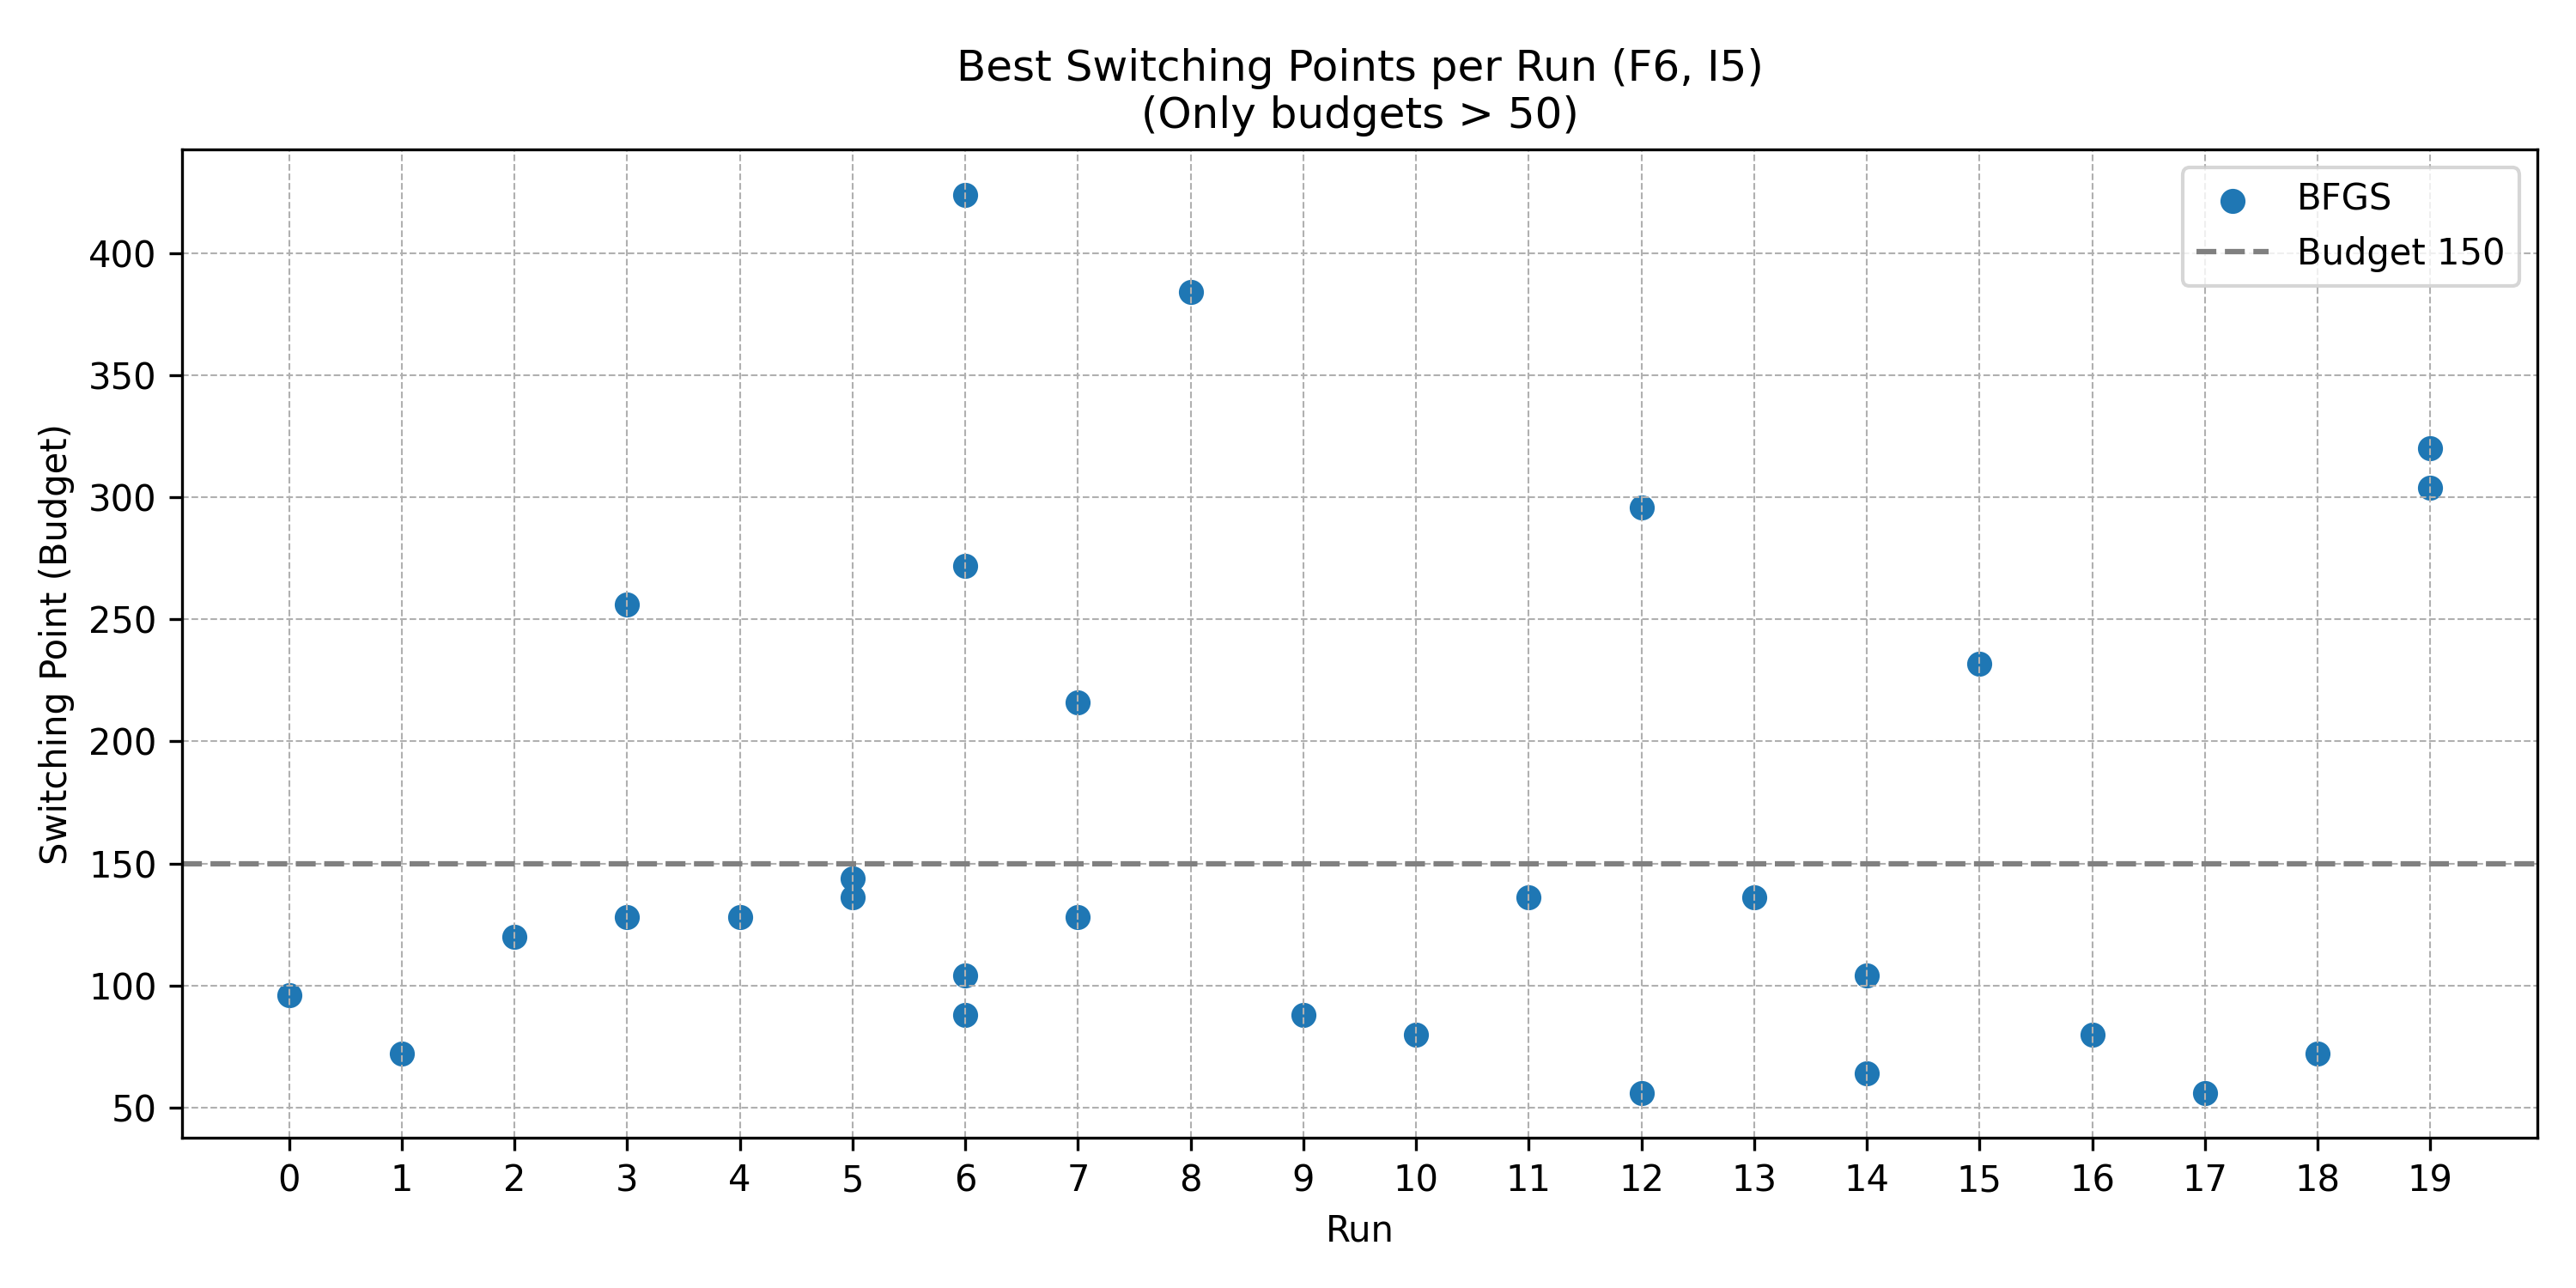 Best Switching Points per Run (F6, I5)
(Only budgets > 50)
BFGS
Budget 150
Switching Point (Budget)
400
350
300
250
200
150
100
50
0 1 2 3 4 5 6 7 8 9 10 11 12 13 14 15 16 17 18 19
Run